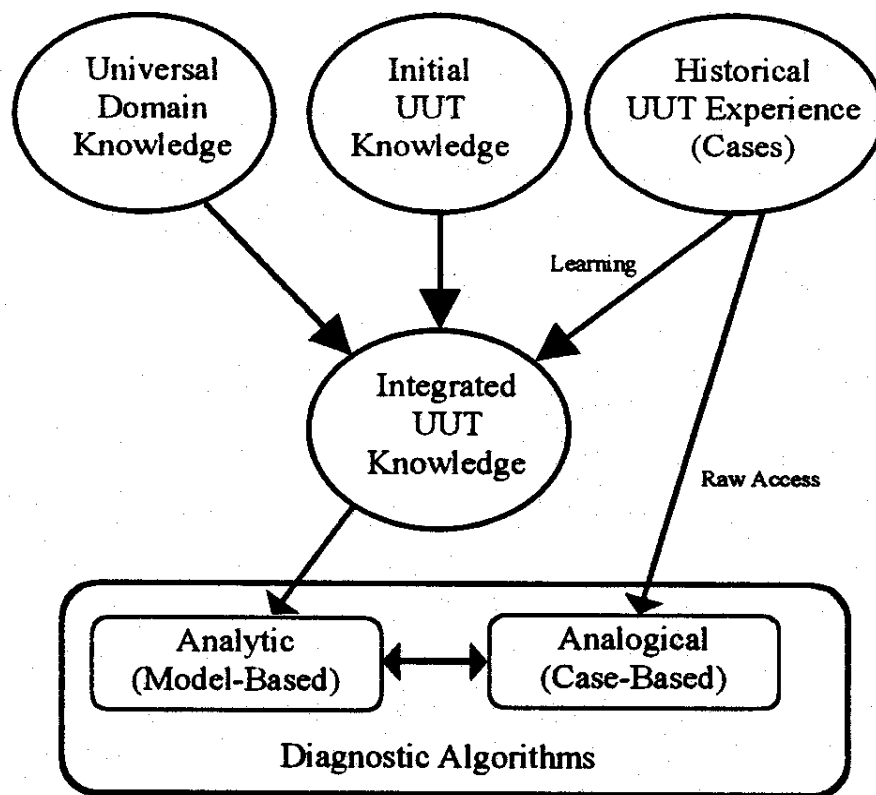 Universal
Domain
Knowledge
Initial
UUT
Knowledge
Historical
UUT Experience
(Cases)
Learning
Integrated
UUT
Knowledge
Raw Access
Analytic
(Model-Based)
Analogical
(Case-Based)
Diagnostic Algorithms